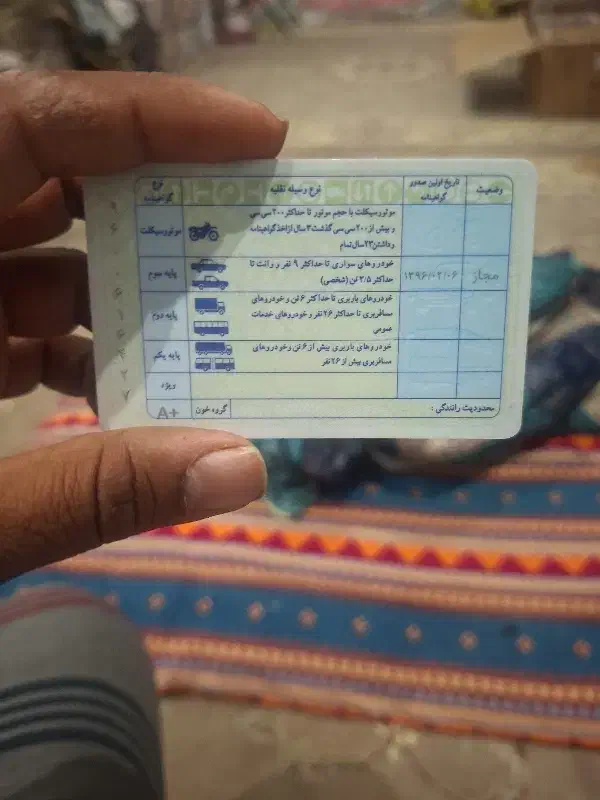 وضعیت
تاریخ اولین صدور
گواهینامه
نوع وسیله نقلیه
نوع
گواهینامه
موتورسیکلت با حجم موتور تا حداکثر ۲۰۰ سی سی
و بیش از ۲۰۰ سی سی گذشت ۳ سال از اخذ گواهینامه
و داشتن ۲۳ سال تمام
موتورسیکلت
مجاز
۱۳۹۶/۰۲/۰۶
خودروهای سواری تا حداکثر ۹ نفر و وانت تا
حداکثر ۳/۵ تن (شخصی)
پایه سوم
خودروهای باربری تا حداکثر ۶ تن و خودروهای
مسافربری تا حداکثر ۲۶ نفر و خودروهای خدمات
عمومی
پایه دوم
خودروهای باربری بیش از ۶ تن و خودروهای
مسافربری بیش از ۲۶ نفر
پایه یکم
ویژه
محدودیت رانندگی :
گروه خون
A+